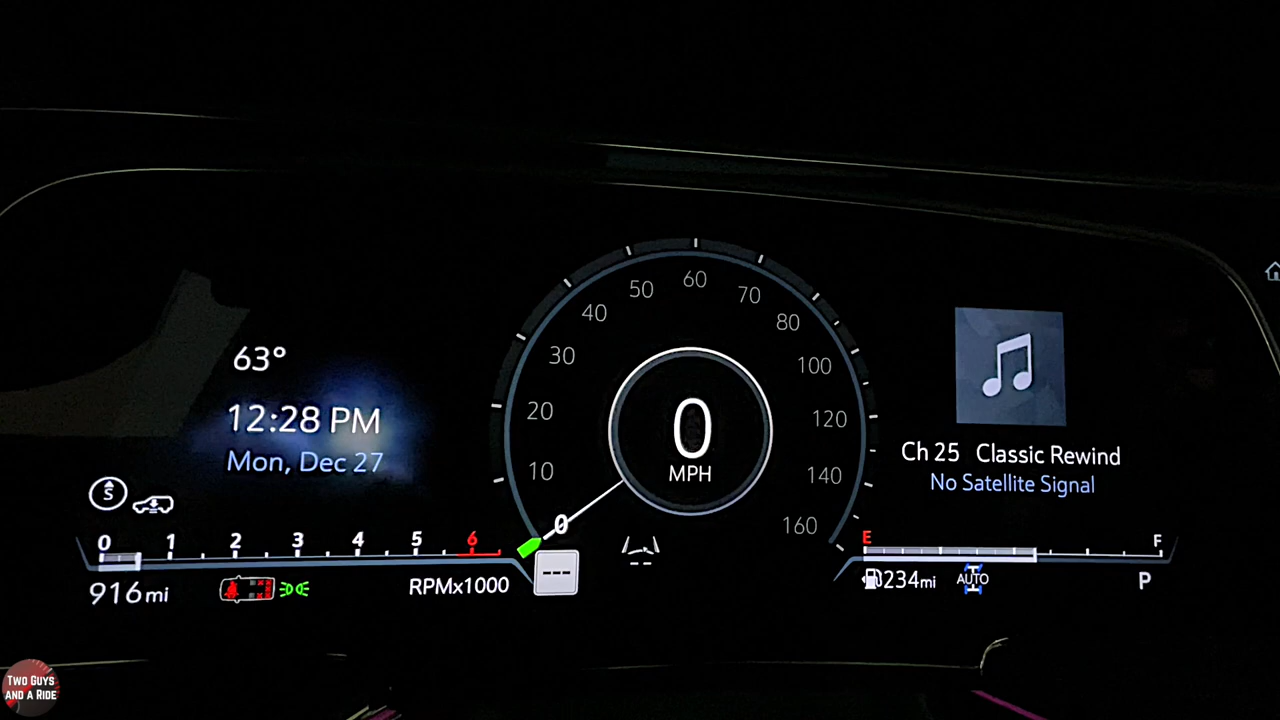 63°
12:28 PM
Mon, Dec 27
S
0 1 2 3 4 5 6
916 mi
RPMx1000
0 10 20 30 40 50 60 70 80 100 120 140 160
0
MPH
---
Ch 25 Classic Rewind
No Satellite Signal
E F
234mi
AUTO
P
TWO GUYS
AND A RIDE